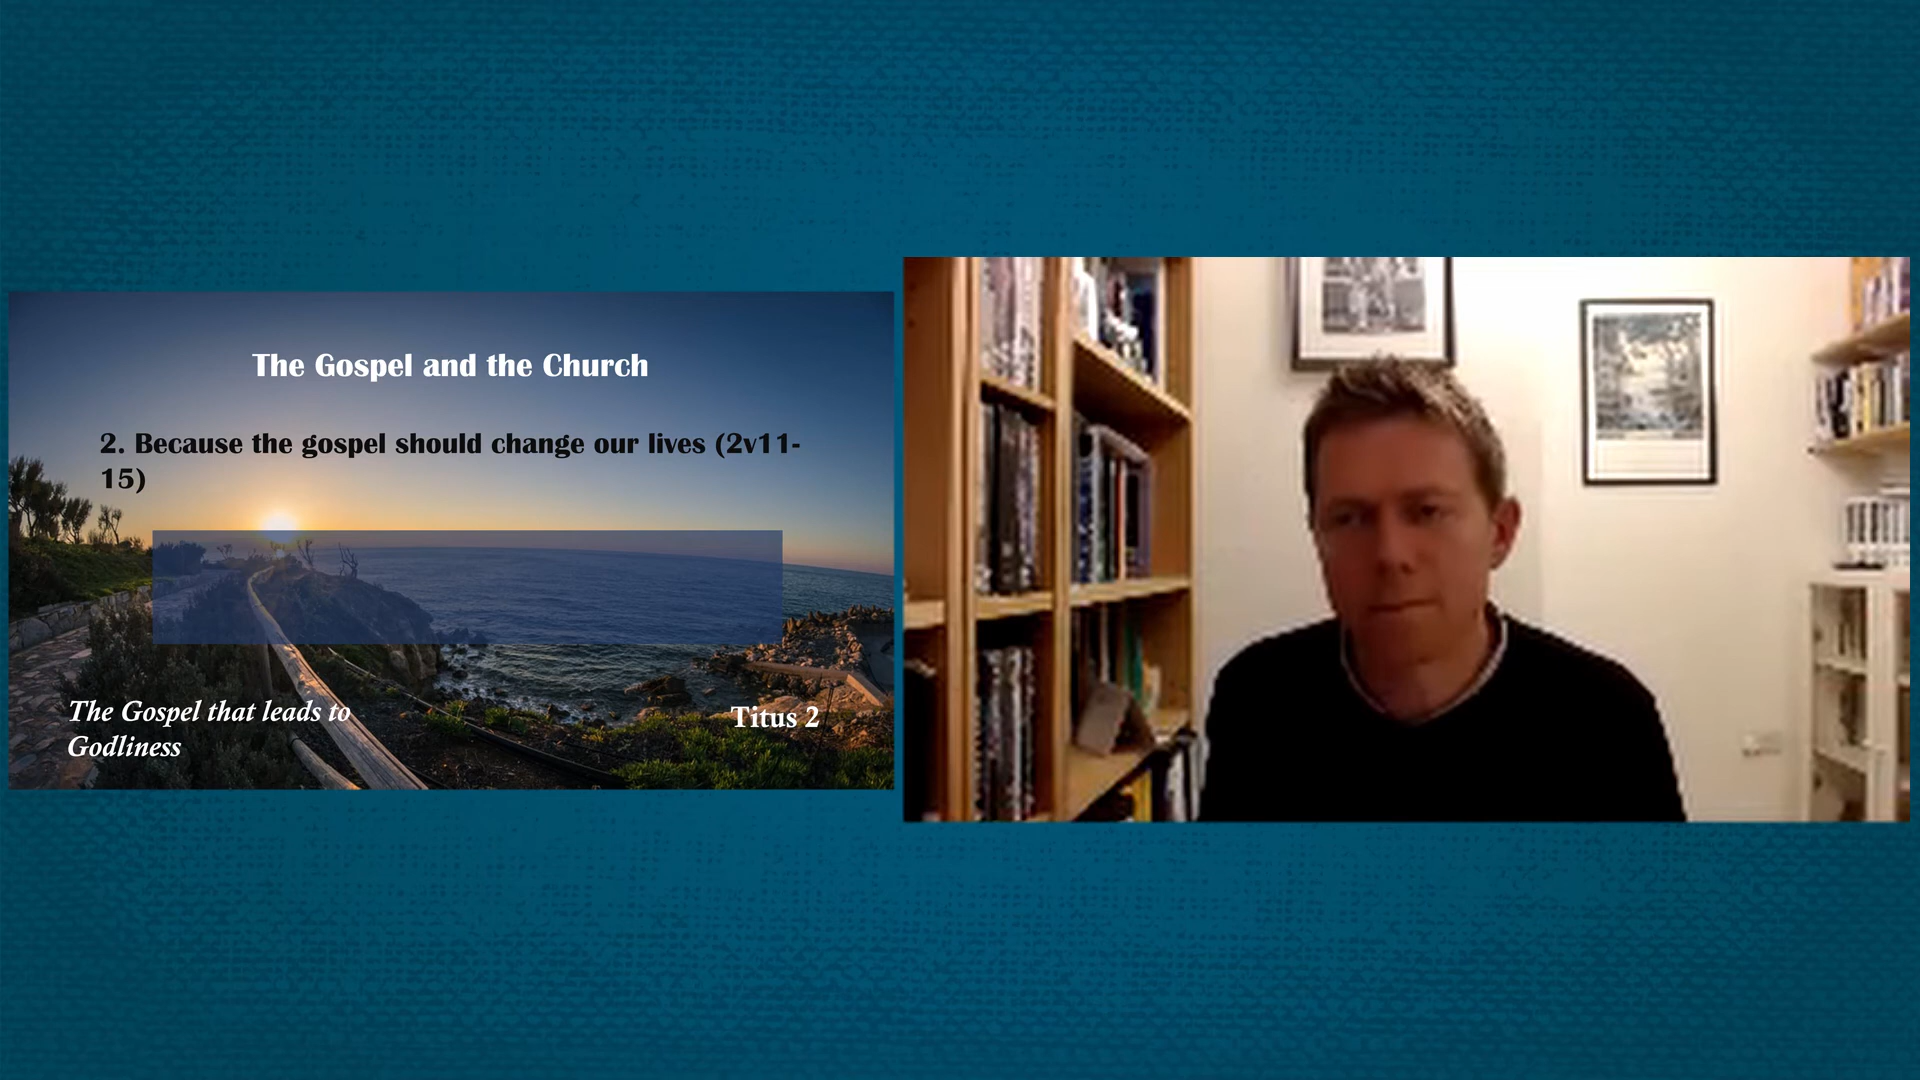 The Gospel and the Church
2. Because the gospel should change our lives (2v11-
15)
The Gospel that leads to
Godliness
Titus 2